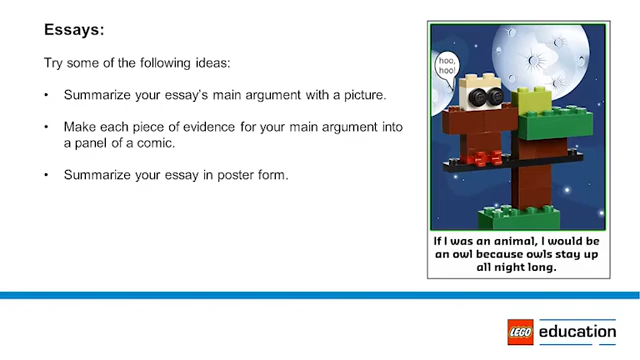 Essays:
Try some of the following ideas:
• Summarize your essay's main argument with a picture.
• Make each piece of evidence for your main argument into
a panel of a comic.
• Summarize your essay in poster form.
hoo,
hoo!
If I was an animal, I would be
an owl because owls stay up
all night long.
LEGO education